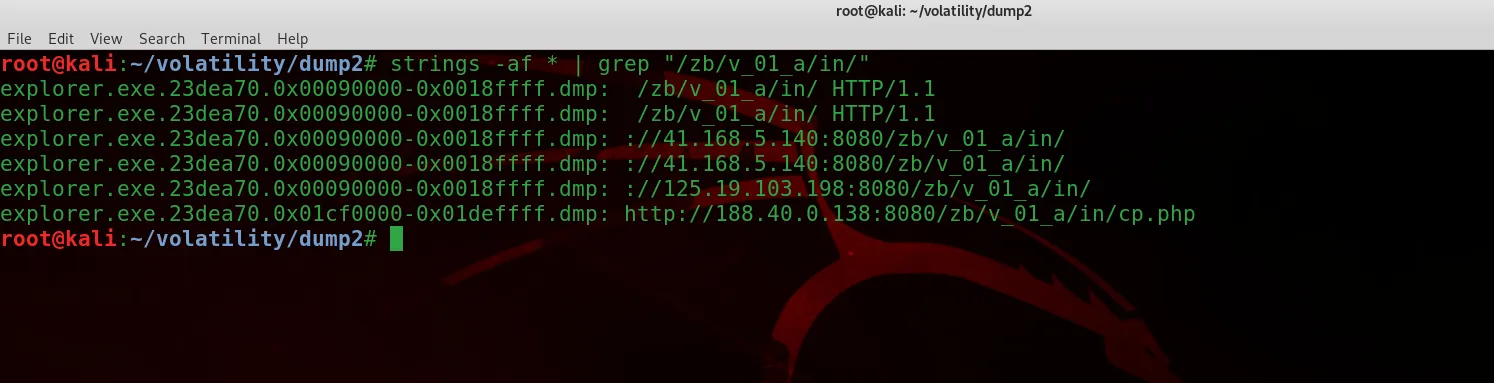 root@kali: ~/volatility/dump2
File Edit View Search Terminal Help
root@kali:~/volatility/dump2# strings -af * | grep "/zb/v_01_a/in/"
explorer.exe.23dea70.0x00090000-0x0018ffff.dmp:  /zb/v_01_a/in/ HTTP/1.1
explorer.exe.23dea70.0x00090000-0x0018ffff.dmp:  /zb/v_01_a/in/ HTTP/1.1
explorer.exe.23dea70.0x00090000-0x0018ffff.dmp: ://41.168.5.140:8080/zb/v_01_a/in/
explorer.exe.23dea70.0x00090000-0x0018ffff.dmp: ://41.168.5.140:8080/zb/v_01_a/in/
explorer.exe.23dea70.0x00090000-0x0018ffff.dmp: ://125.19.103.198:8080/zb/v_01_a/in/
explorer.exe.23dea70.0x01cf0000-0x01deffff.dmp: http://188.40.0.138:8080/zb/v_01_a/in/cp.php
root@kali:~/volatility/dump2#